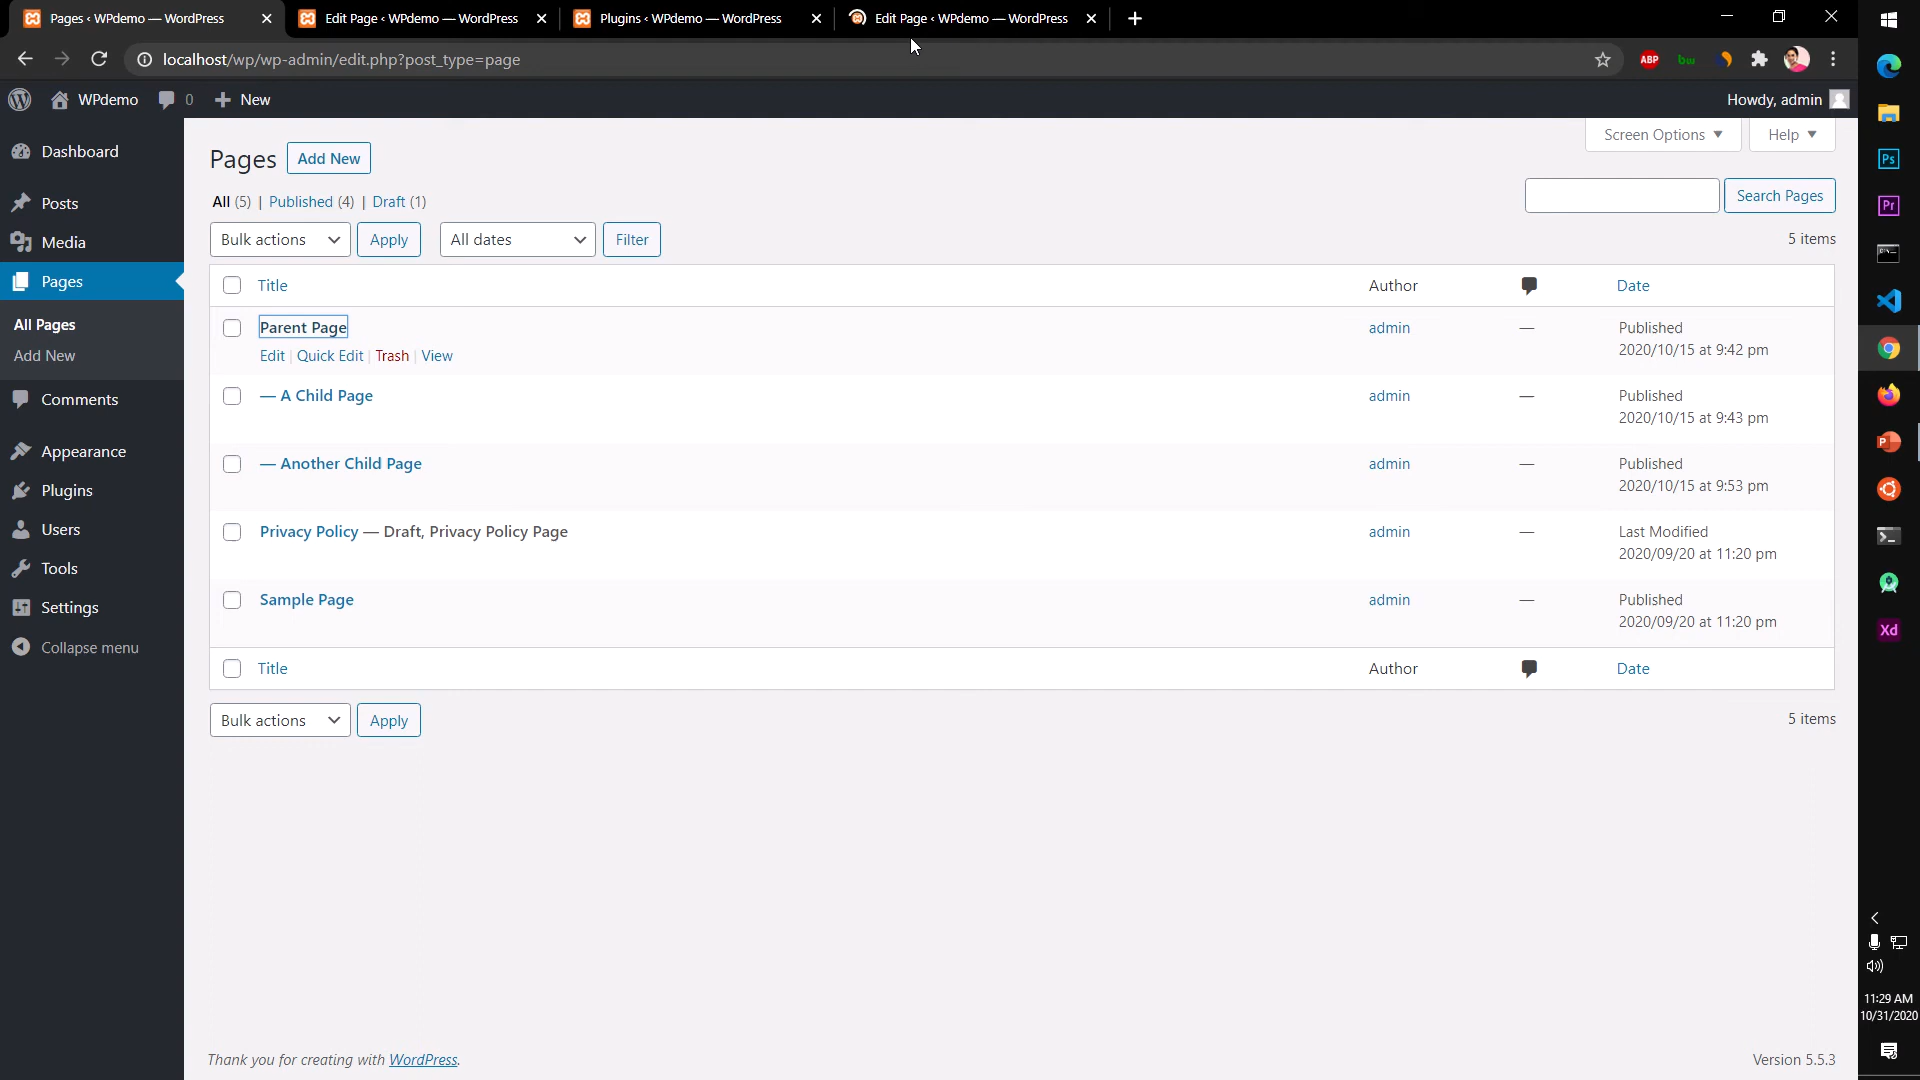 Pages ‹ WPdemo — WordPress
Edit Page ‹ WPdemo — WordPress
Plugins ‹ WPdemo — WordPress
Edit Page ‹ WPdemo — WordPress
localhost/wp/wp-admin/edit.php?post_type=page
ABP
bw
WPdemo 0 New
Howdy, admin
Dashboard
Posts
Media
Pages
All Pages
Add New
Comments
Appearance
Plugins
Users
Tools
Settings
Collapse menu
Screen Options
Help
Pages Add New
All (5) | Published (4) | Draft (1)
Search Pages
Bulk actions Apply All dates Filter
5 items
Title Author Date
Parent Page admin — Published
2020/10/15 at 9:42 pm
Edit | Quick Edit | Trash | View
— A Child Page admin — Published
2020/10/15 at 9:43 pm
— Another Child Page admin — Published
2020/10/15 at 9:53 pm
Privacy Policy — Draft, Privacy Policy Page admin — Last Modified
2020/09/20 at 11:20 pm
Sample Page admin — Published
2020/09/20 at 11:20 pm
Title Author Date
Bulk actions Apply
5 items
Thank you for creating with WordPress.
Version 5.5.3
Ps
Pr
P
Xd
11:29 AM
10/31/2020